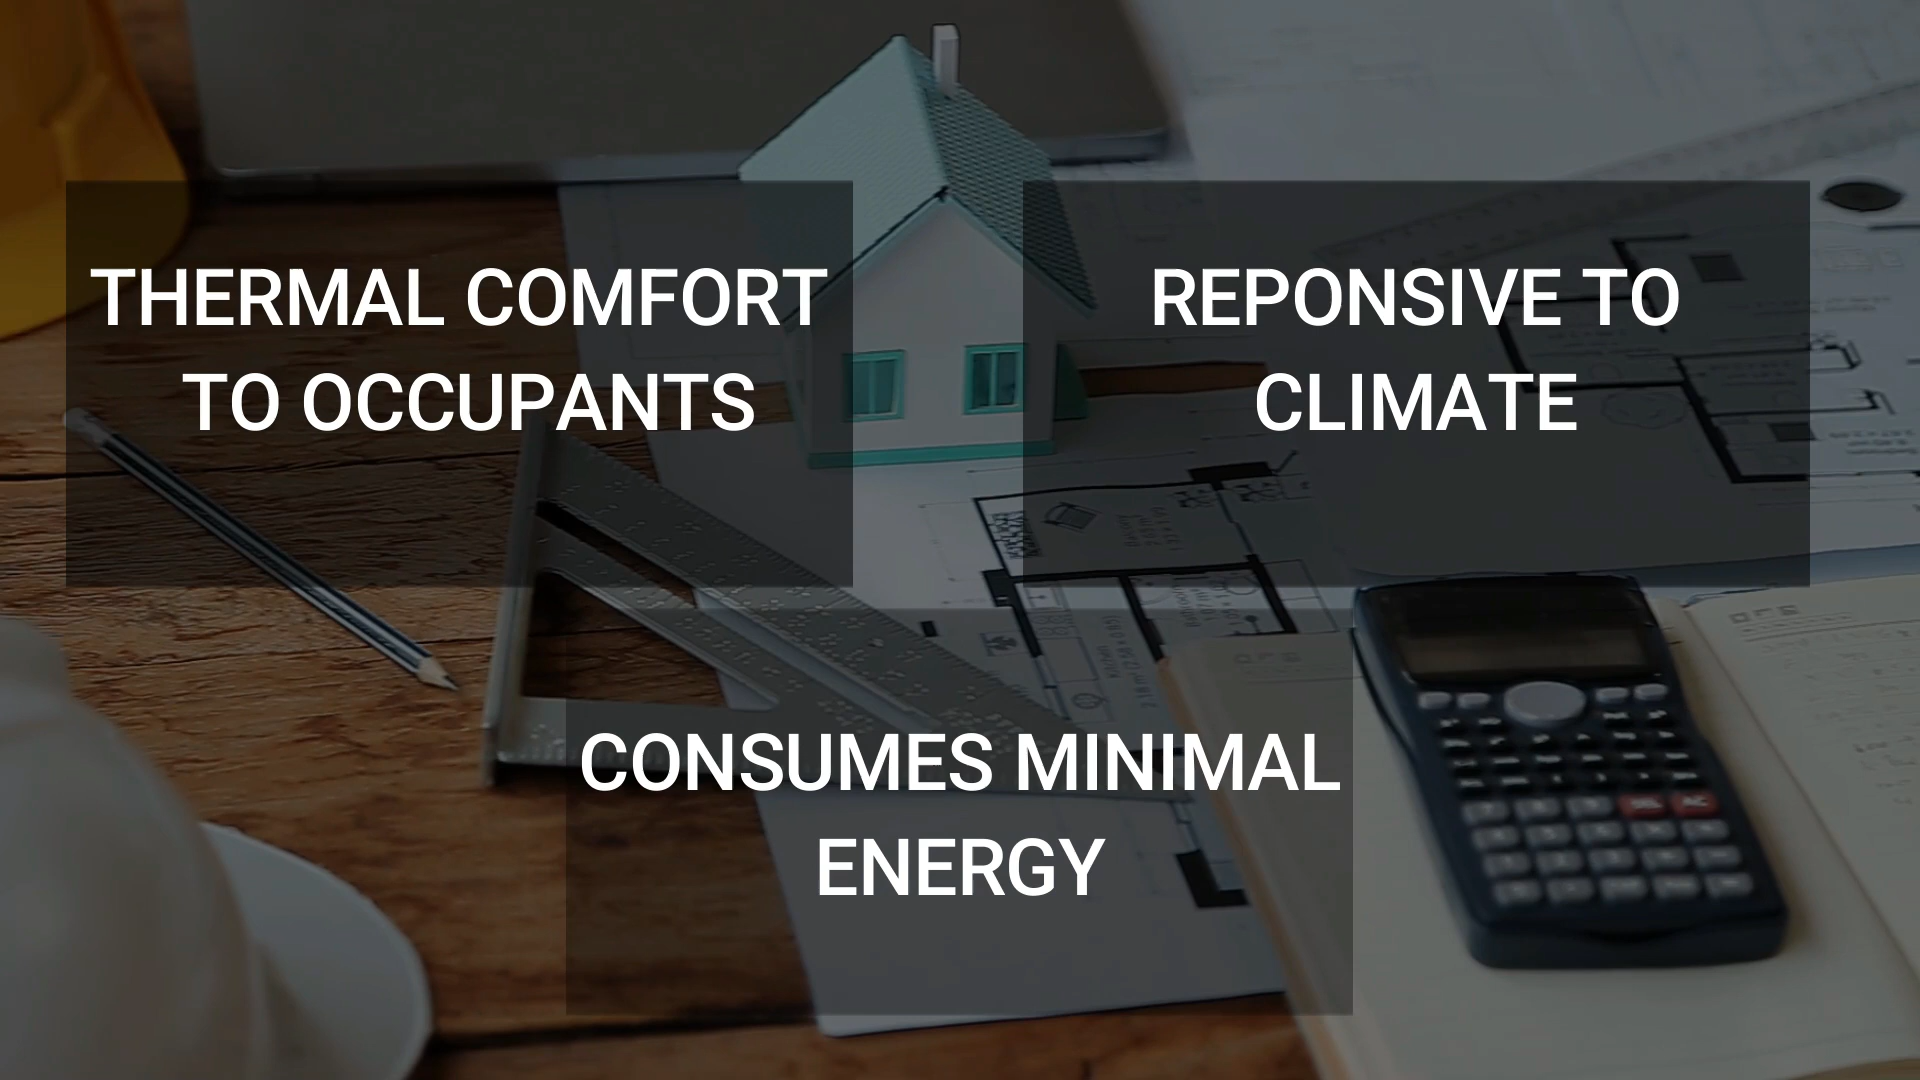 THERMAL COMFORT
TO OCCUPANTS
REPONSIVE TO
CLIMATE
CONSUMES MINIMAL
ENERGY